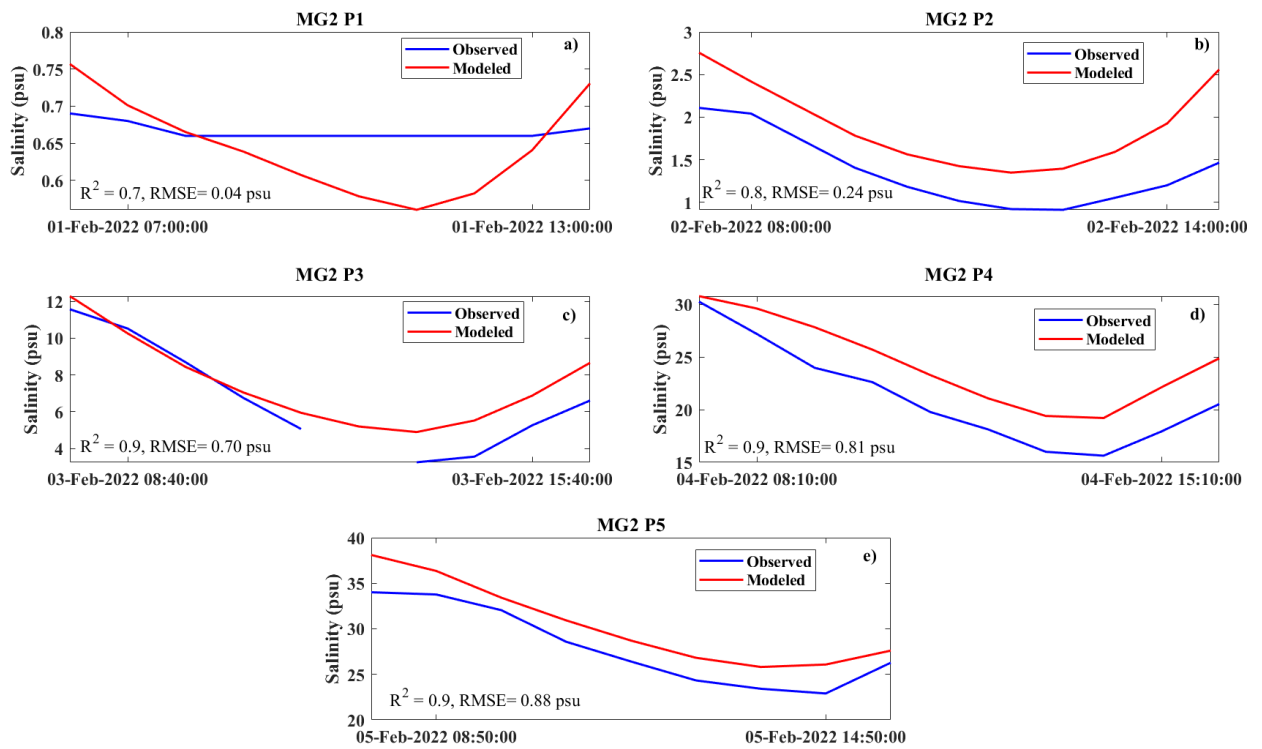 MG2 P1
a)
Observed
Modeled
Salinity (psu)
0.8
0.75
0.7
0.65
0.6
R² = 0.7, RMSE= 0.04 psu
01-Feb-2022 07:00:00
01-Feb-2022 13:00:00
MG2 P2
b)
Observed
Modeled
Salinity (psu)
3
2.5
2
1.5
1
R² = 0.8, RMSE= 0.24 psu
02-Feb-2022 08:00:00
02-Feb-2022 14:00:00
MG2 P3
c)
Observed
Modeled
Salinity (psu)
12
10
8
6
4
R² = 0.9, RMSE= 0.70 psu
03-Feb-2022 08:40:00
03-Feb-2022 15:40:00
MG2 P4
d)
Observed
Modeled
Salinity (psu)
30
25
20
15
R² = 0.9, RMSE= 0.81 psu
04-Feb-2022 08:10:00
04-Feb-2022 15:10:00
MG2 P5
e)
Observed
Modeled
Salinity (psu)
40
35
30
25
20
R² = 0.9, RMSE= 0.88 psu
05-Feb-2022 08:50:00
05-Feb-2022 14:50:00